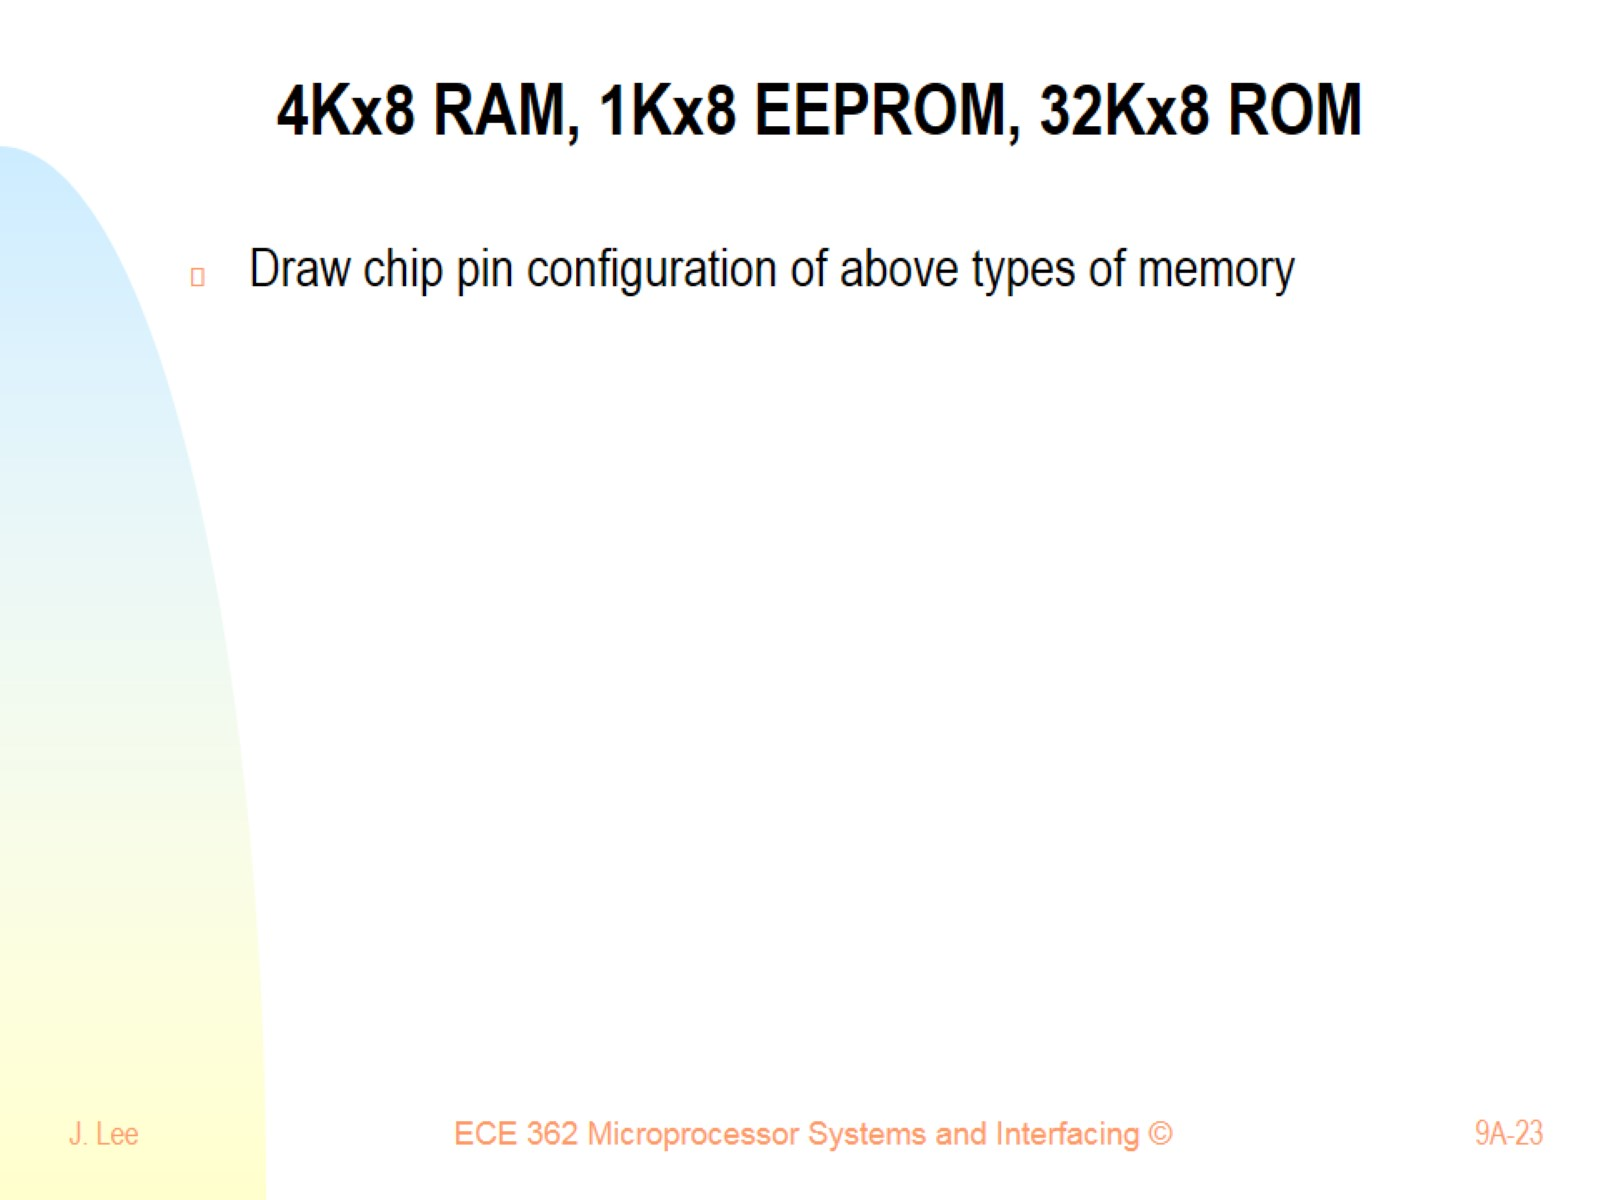 4Kx8 RAM, 1Kx8 EEPROM, 32Kx8 ROM
Draw chip pin configuration of above types of memory
J. Lee
ECE 362 Microprocessor Systems and Interfacing ©
9A-23